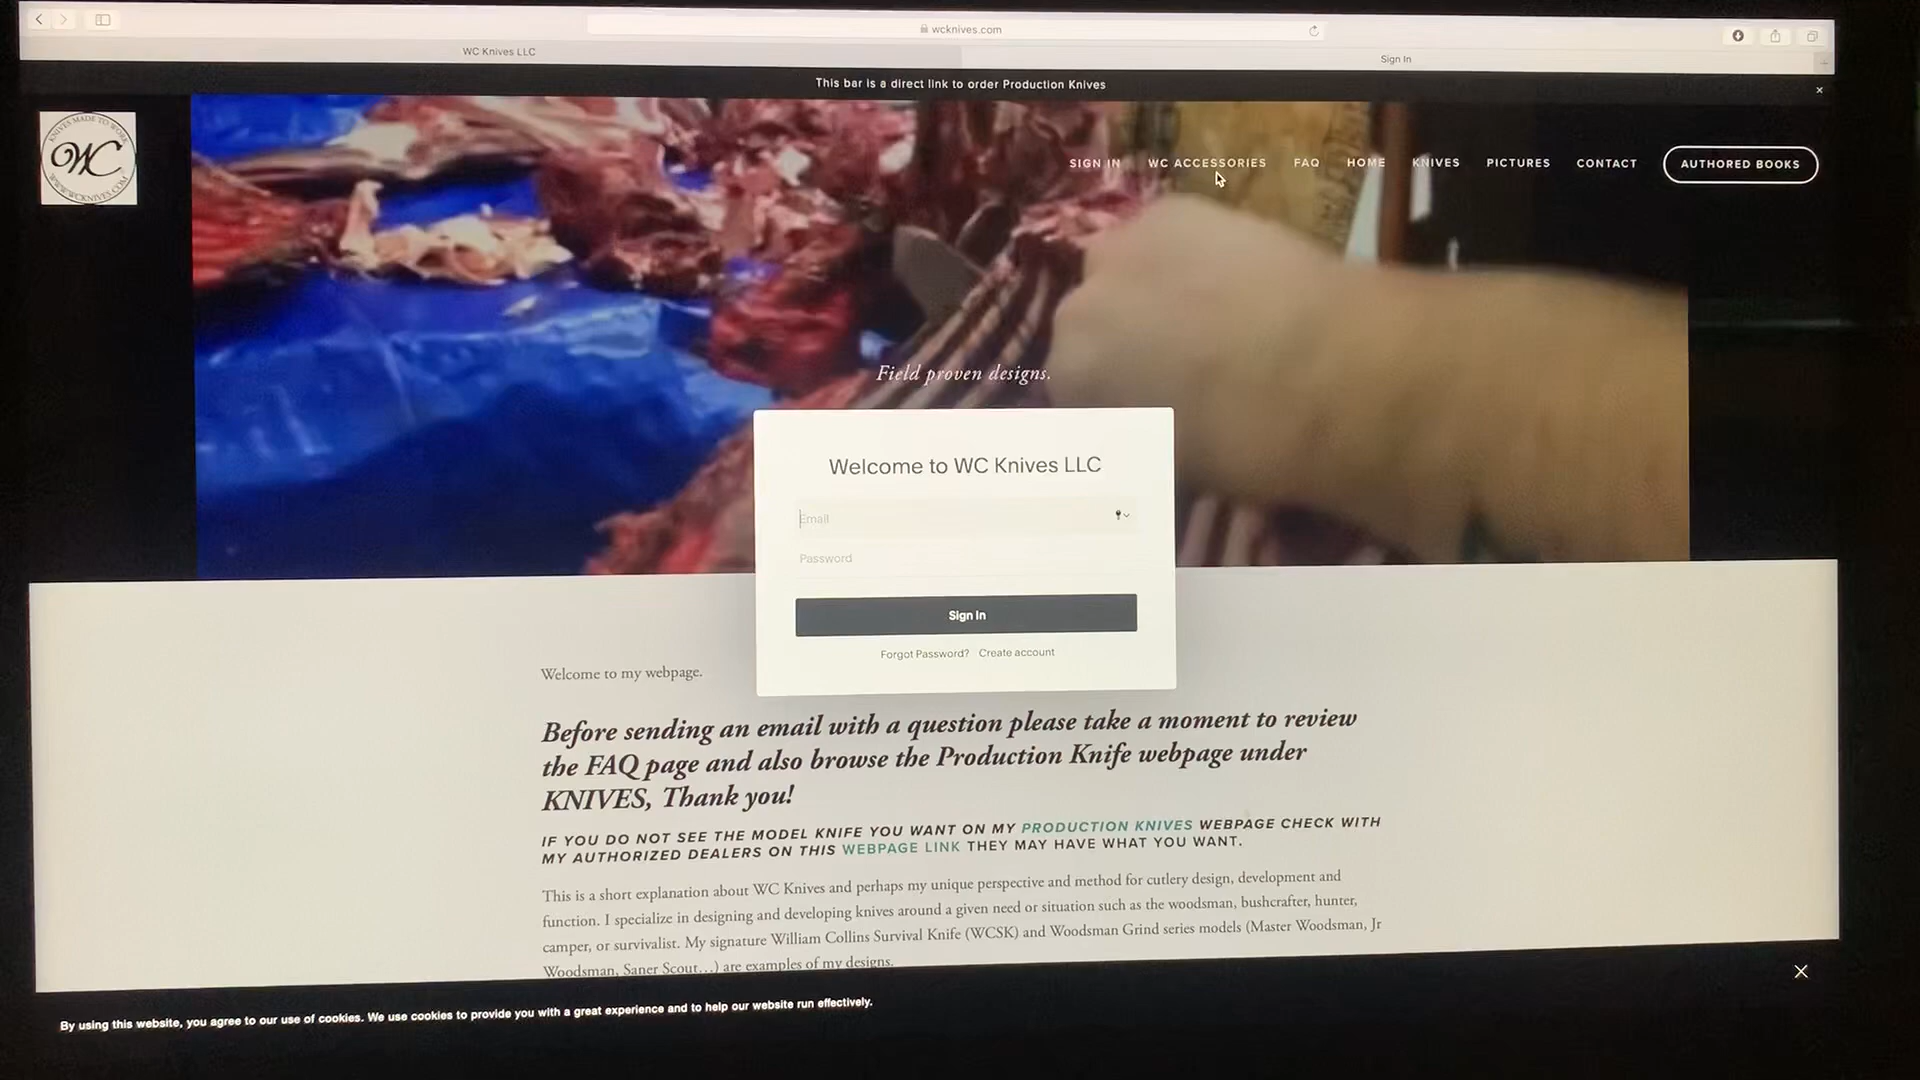 wcknives.com
WC Knives LLC
Sign In
This bar is a direct link to order Production Knives
KNIVES MADE TO WORK
WC
WWW.WCKNIVES.COM
SIGN IN WC ACCESSORIES FAQ HOME KNIVES PICTURES CONTACT AUTHORED BOOKS
Field proven designs.
Welcome to WC Knives LLC
Email
Password
Sign In
Forgot Password? Create account
Welcome to my webpage.
Before sending an email with a question please take a moment to review
the FAQ page and also browse the Production Knife webpage under
KNIVES, Thank you!
IF YOU DO NOT SEE THE MODEL KNIFE YOU WANT ON MY PRODUCTION KNIVES WEBPAGE CHECK WITH
MY AUTHORIZED DEALERS ON THIS WEBPAGE LINK THEY MAY HAVE WHAT YOU WANT.
This is a short explanation about WC Knives and perhaps my unique perspective and method for cutlery design, development and
function. I specialize in designing and developing knives around a given need or situation such as the woodsman, bushcrafter, hunter,
camper, or survivalist. My signature William Collins Survival Knife (WCSK) and Woodsman Grind series models (Master Woodsman, Jr
Woodsman, Saner Scout...) are examples of my designs.
By using this website, you agree to our use of cookies. We use cookies to provide you with a great experience and to help our website run effectively.